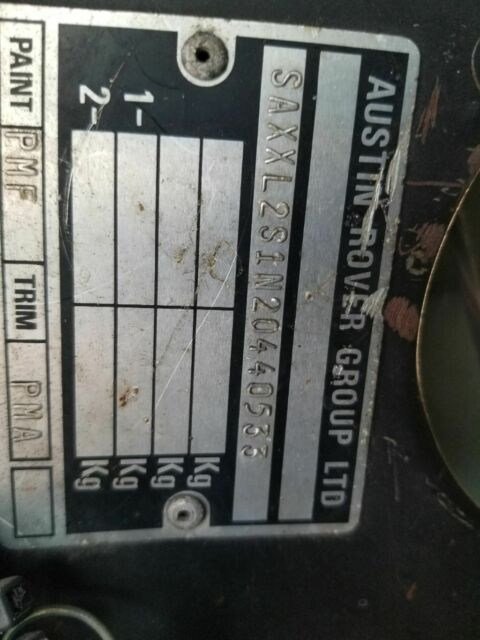 AUSTIN ROVER GROUP LTD
SAXXL2S1N20440533
Kg
Kg
1- Kg
2- Kg
PAINT PMF TRIM PMA